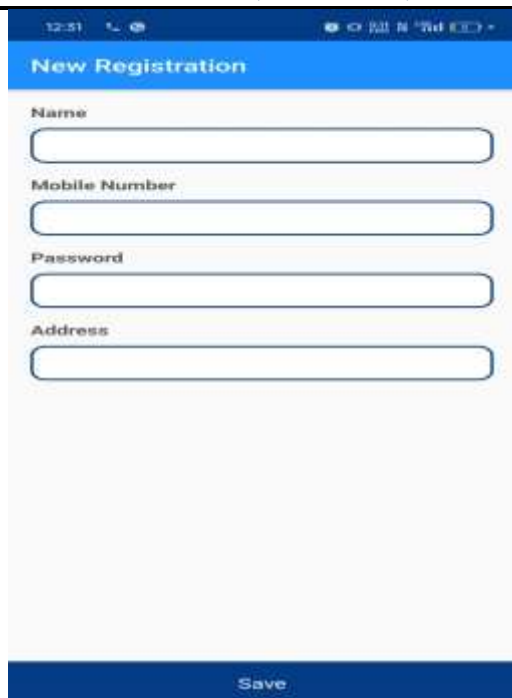 12:31
New Registration
Name
Mobile Number
Password
Address
Save